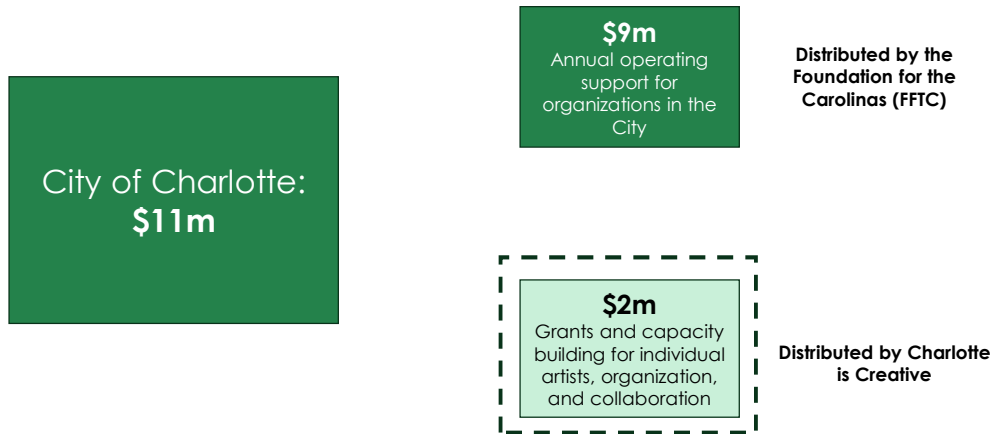 City of Charlotte:
$11m
$9m
Annual operating
support for
organizations in the
City
Distributed by the
Foundation for the
Carolinas (FFTC)
$2m
Grants and capacity
building for individual
artists, organization,
and collaboration
Distributed by Charlotte
is Creative